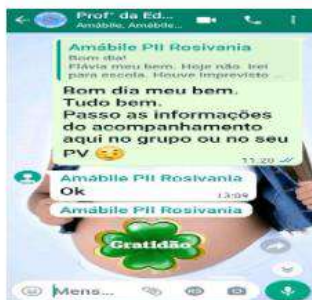 Profª da Ed...
Amábile, Amábile...
Amábile PII Rosivania
Bom dia!
Flávia meu bem. Hoje não irei
para escola. Houve imprevisto ...
Bom dia meu bem.
Tudo bem.
Passo as informações
do acompanhamento
aqui no grupo ou no seu
PV
11:20
Amábile PII Rosivania
Ok
13:09
Amábile PII Rosivania
Gratidão
Mens...